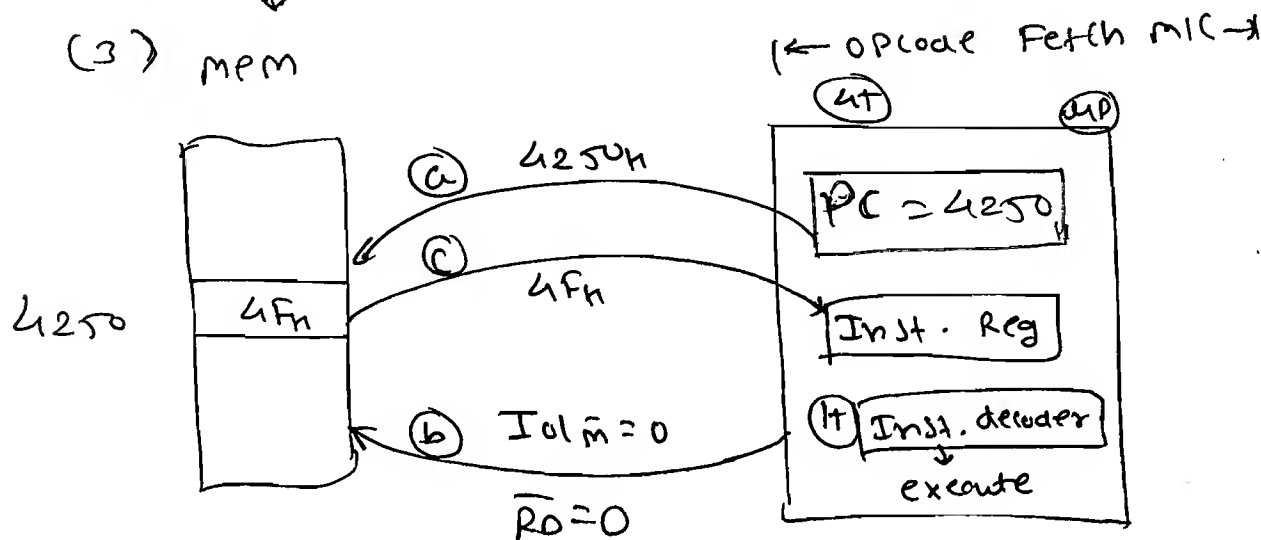 (3) mem
|← opcode Fetch m/c →|
4T
μP
(a) 4250H
PC = 4250H
(c)
4FH
4250
4FH
Inst. Reg
(b) Io/m̅ = 0
1T Inst. decoder
↓
execute
R̅D̅ = 0